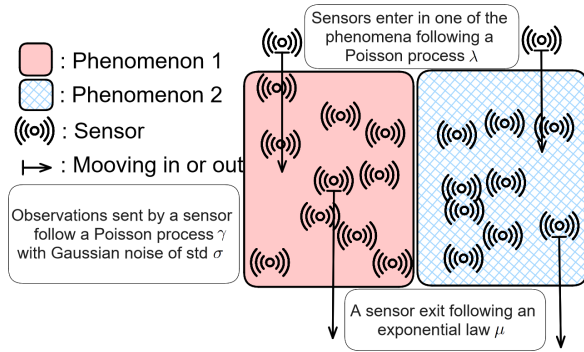 Sensors enter in one of the
phenomena following a
Poisson process λ
: Phenomenon 1
: Phenomenon 2
: Sensor
: Mooving in or out
Observations sent by a sensor
follow a Poisson process γ
with Gaussian noise of std σ
A sensor exit following an
exponential law μ